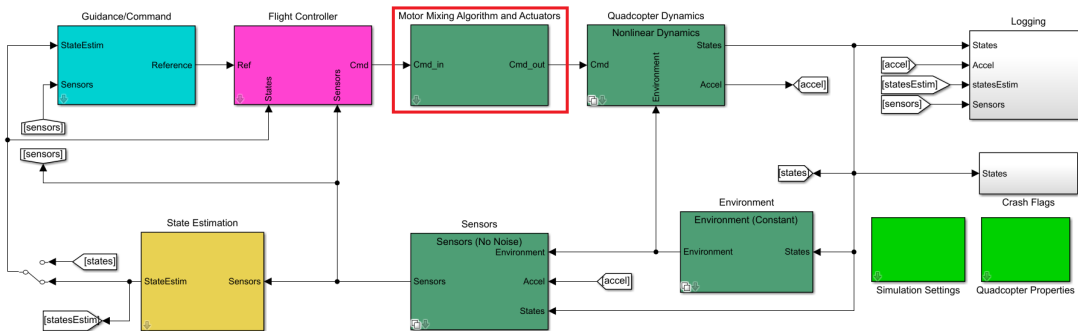 Guidance/Command
StateEstim
Reference
Sensors
Flight Controller
Ref
Cmd
States
Sensors
Motor Mixing Algorithm and Actuators
Cmd_in
Cmd_out
Quadcopter Dynamics
Nonlinear Dynamics
States
Cmd
Environment
Accel
[accel]
Logging
States
[accel]
Accel
[statesEstim]
statesEstim
[sensors]
Sensors
[sensors]
[sensors]
[states]
States
Crash Flags
State Estimation
StateEstim
Sensors
[states]
[statesEstim]
Sensors
Sensors (No Noise)
Environment
Sensors
Accel
[accel]
States
Environment
Environment (Constant)
Environment
States
Simulation Settings
Quadcopter Properties